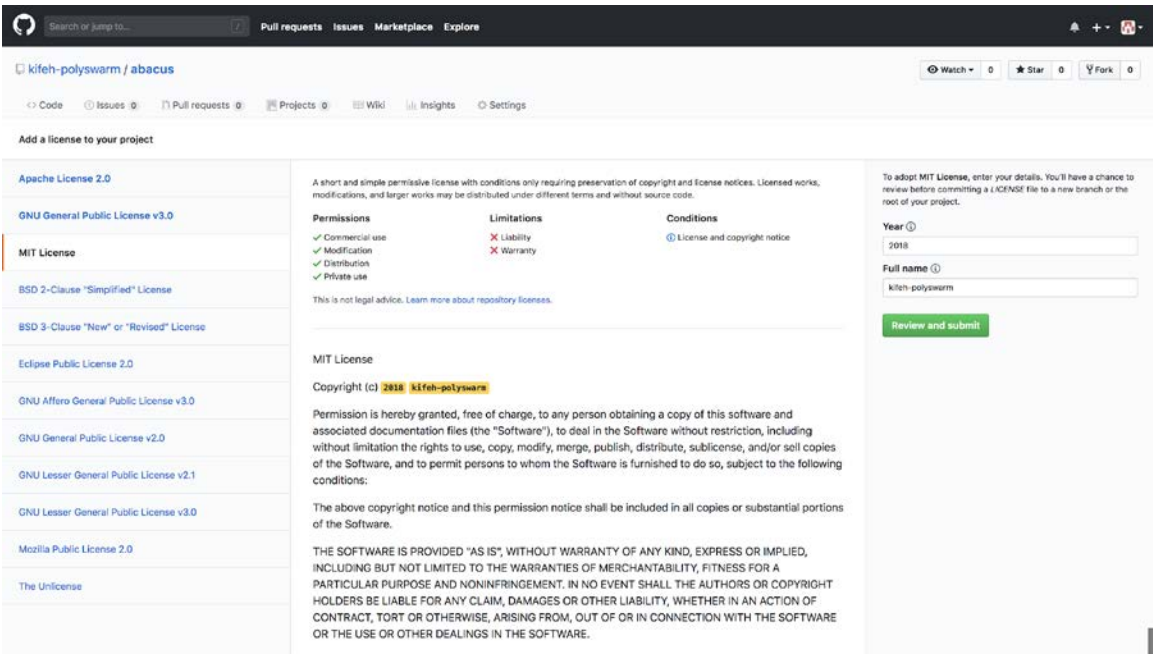 Search or jump to... /
Pull requests Issues Marketplace Explore
kifeh-polyswarm / abacus
Watch 0 Star 0 Fork 0
Code Issues 0 Pull requests 0 Projects 0 Wiki Insights Settings
Add a license to your project
Apache License 2.0
GNU General Public License v3.0
MIT License
BSD 2-Clause "Simplified" License
BSD 3-Clause "New" or "Revised" License
Eclipse Public License 2.0
GNU Affero General Public License v3.0
GNU General Public License v2.0
GNU Lesser General Public License v2.1
GNU Lesser General Public License v3.0
Mozilla Public License 2.0
The Unlicense
A short and simple permissive license with conditions only requiring preservation of copyright and license notices. Licensed works,
modifications, and larger works may be distributed under different terms and without source code.
Permissions Limitations Conditions
Commercial use Liability License and copyright notice
Modification Warranty
Distribution
Private use
This is not legal advice. Learn more about repository licenses.
MIT License
Copyright (c) 2018 kifeh-polyswarm
Permission is hereby granted, free of charge, to any person obtaining a copy of this software and
associated documentation files (the "Software"), to deal in the Software without restriction, including
without limitation the rights to use, copy, modify, merge, publish, distribute, sublicense, and/or sell copies
of the Software, and to permit persons to whom the Software is furnished to do so, subject to the following
conditions:
The above copyright notice and this permission notice shall be included in all copies or substantial portions
of the Software.
THE SOFTWARE IS PROVIDED "AS IS", WITHOUT WARRANTY OF ANY KIND, EXPRESS OR IMPLIED,
INCLUDING BUT NOT LIMITED TO THE WARRANTIES OF MERCHANTABILITY, FITNESS FOR A
PARTICULAR PURPOSE AND NONINFRINGEMENT. IN NO EVENT SHALL THE AUTHORS OR COPYRIGHT
HOLDERS BE LIABLE FOR ANY CLAIM, DAMAGES OR OTHER LIABILITY, WHETHER IN AN ACTION OF
CONTRACT, TORT OR OTHERWISE, ARISING FROM, OUT OF OR IN CONNECTION WITH THE SOFTWARE
OR THE USE OR OTHER DEALINGS IN THE SOFTWARE.
To adopt MIT License, enter your details. You'll have a chance to
review before committing a LICENSE file to a new branch or the
root of your project.
Year
2018
Full name
kifeh-polyswarm
Review and submit